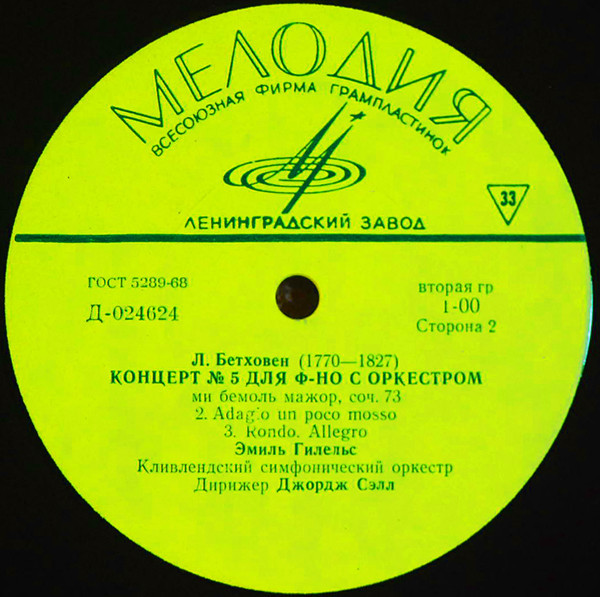 МЕЛОДИЯ
ВСЕСОЮЗНАЯ ФИРМА ГРАМПЛАСТИНОК
ЛЕНИНГРАДСКИЙ ЗАВОД
33
ГОСТ 5289-68
Д-024624
вторая гр
1-00
Сторона 2
Л. Бетховен (1770—1827)
КОНЦЕРТ № 5 ДЛЯ Ф-НО С ОРКЕСТРОМ
ми бемоль мажор, соч. 73
2. Adagio un poco mosso
3. Rondo. Allegro
Эмиль Гилельс
Кливлендский симфонический оркестр
Дирижер Джордж Сэлл